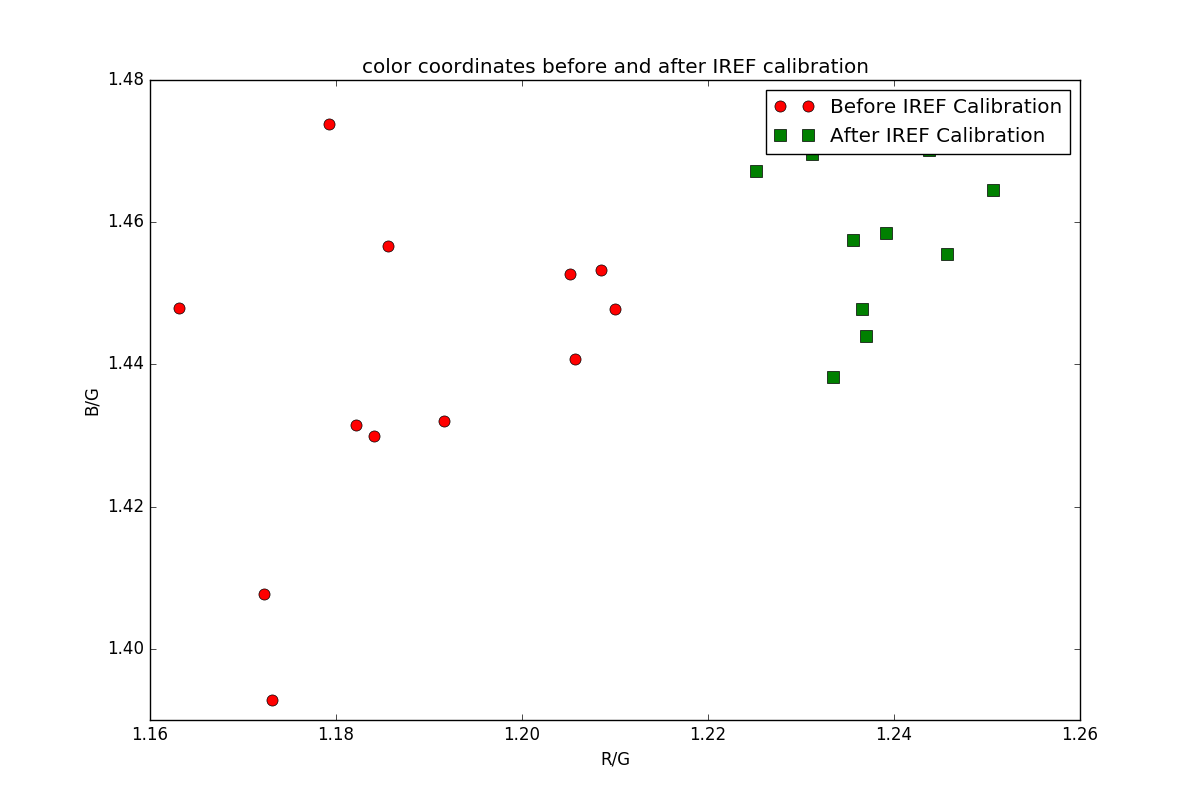 color coordinates before and after IREF calibration
1.48
1.46
1.44
1.42
1.40
B/G
Before IREF Calibration
After IREF Calibration
1.16 1.18 1.20 1.22 1.24 1.26
R/G